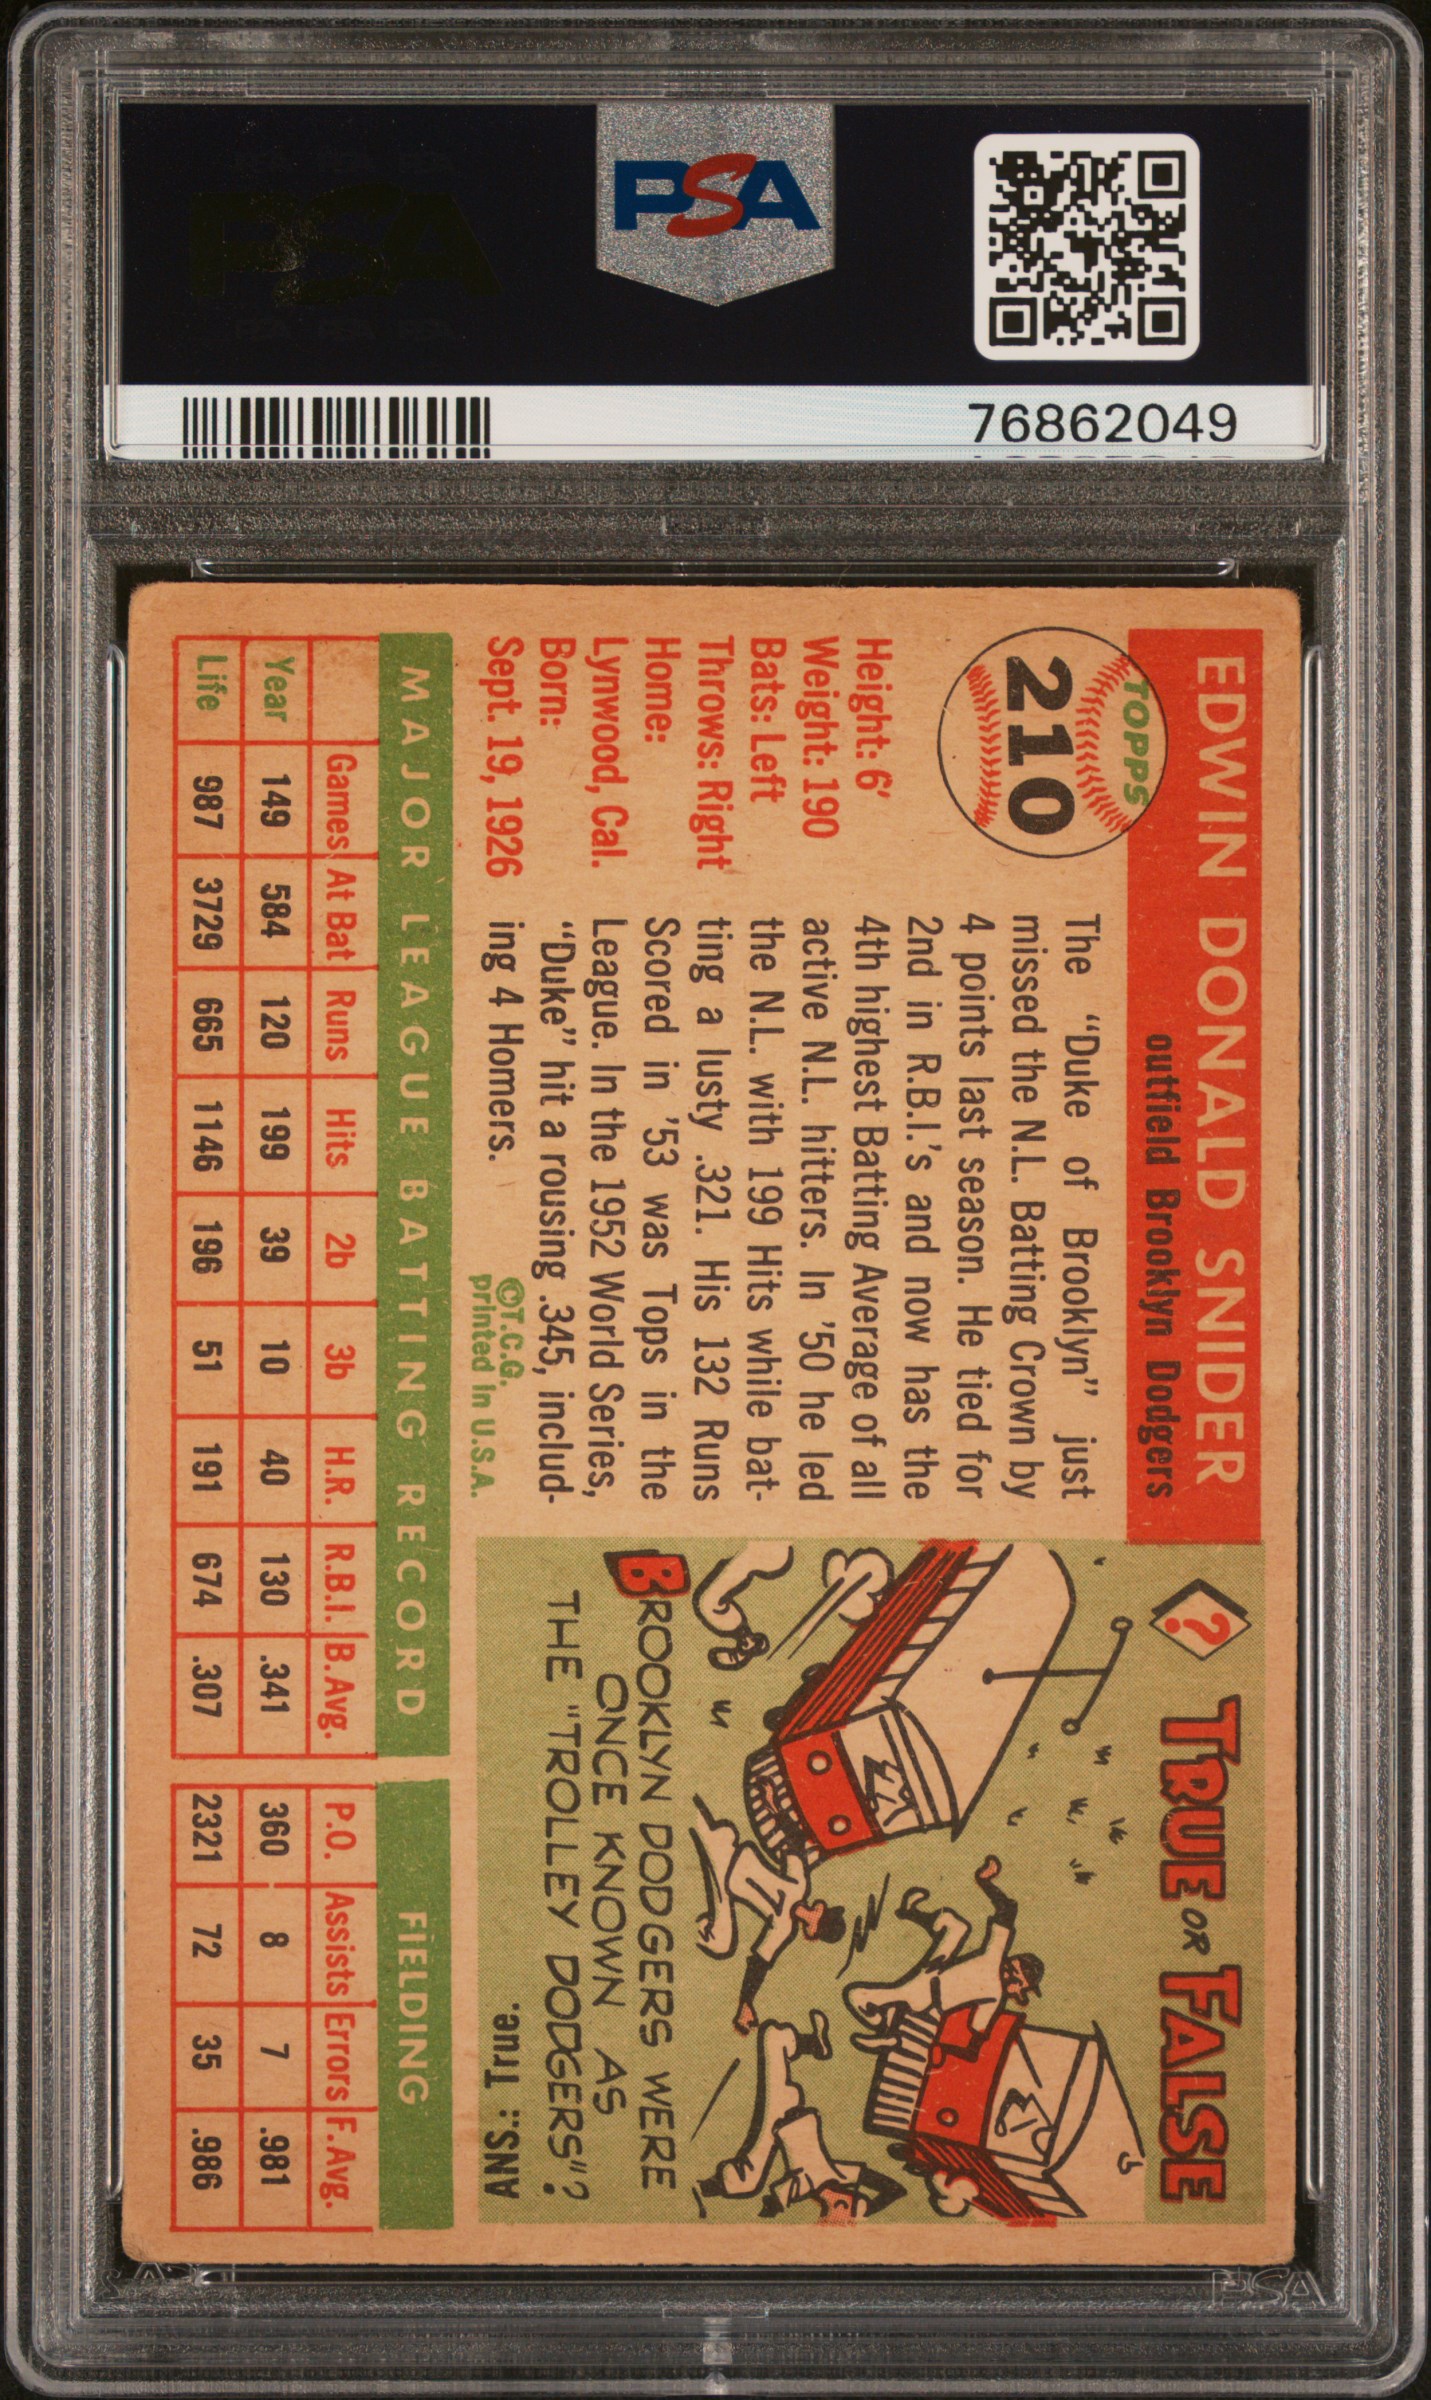 PSA
76862049
EDWIN DONALD SNIDER
outfield Brooklyn Dodgers
TOPPS
210
Height: 6'
Weight: 190
Bats: Left
Throws: Right
Home:
Lynwood, Cal.
Born:
Sept. 19, 1926
The "Duke of Brooklyn" just
missed the N.L. Batting Crown by
4 points last season. He tied for
2nd in R.B.I.'s and now has the
4th highest Batting Average of all
active N.L. hitters. In '50 he led
the N.L. with 199 Hits while bat-
ting a lusty .321. His 132 Runs
Scored in '53 was Tops in the
League. In the 1952 World Series,
"Duke" hit a rousing .345, includ-
ing 4 Homers.
©T.C.G.
printed in U.S.A.
? TRUE OR FALSE
BROOKLYN DODGERS WERE
ONCE KNOWN AS
THE "TROLLEY DODGERS"?
ANS.: True.
MAJOR LEAGUE BATTING RECORD FIELDING
Games At Bat Runs Hits 2b 3b H.R. R.B.I. B.Avg. P.O. Assists Errors F.Avg.
Year 149 584 120 199 39 10 40 130 .341 360 8 7 .981
Life 987 3729 665 1146 196 51 191 674 .307 2321 72 35 .986
PSA